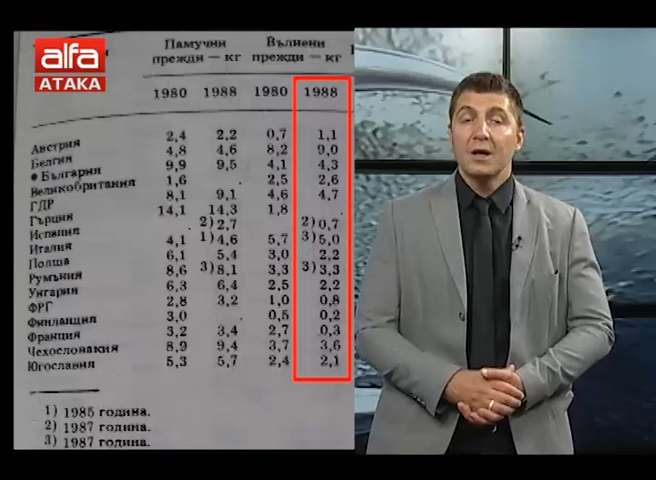 alfa
ATAKA
Памучни Вълнени
прежди — кг прежди — кг
1980 1988 1980 1988
Австрия 2,4 2,2 0,7 1,1
Белгия 4,8 4,6 8,2 9,0
● България 9,9 9,5 4,1 4,3
Великобритания 1,6 2,5 2,6
ГДР 8,1 9,1 4,6 4,7
Гърция 14,1 14,3 1,8
Испания 2) 2,7 2) 0,7
Италия 4,1 1) 4,6 5,7 3) 5,0
Полша 6,1 5,4 3,0 2,2
Румъния 8,6 3) 8,1 3,3 3) 3,3
Унгария 6,3 6,4 2,5 2,2
ФРГ 2,8 3,2 1,0 0,8
Финландия 3,0 0,5 0,2
Франция 3,2 3,4 2,7 0,3
Чехословакия 8,9 9,4 3,7 3,6
Югославия 5,3 5,7 2,4 2,1
1) 1985 година.
2) 1987 година.
3) 1987 година.